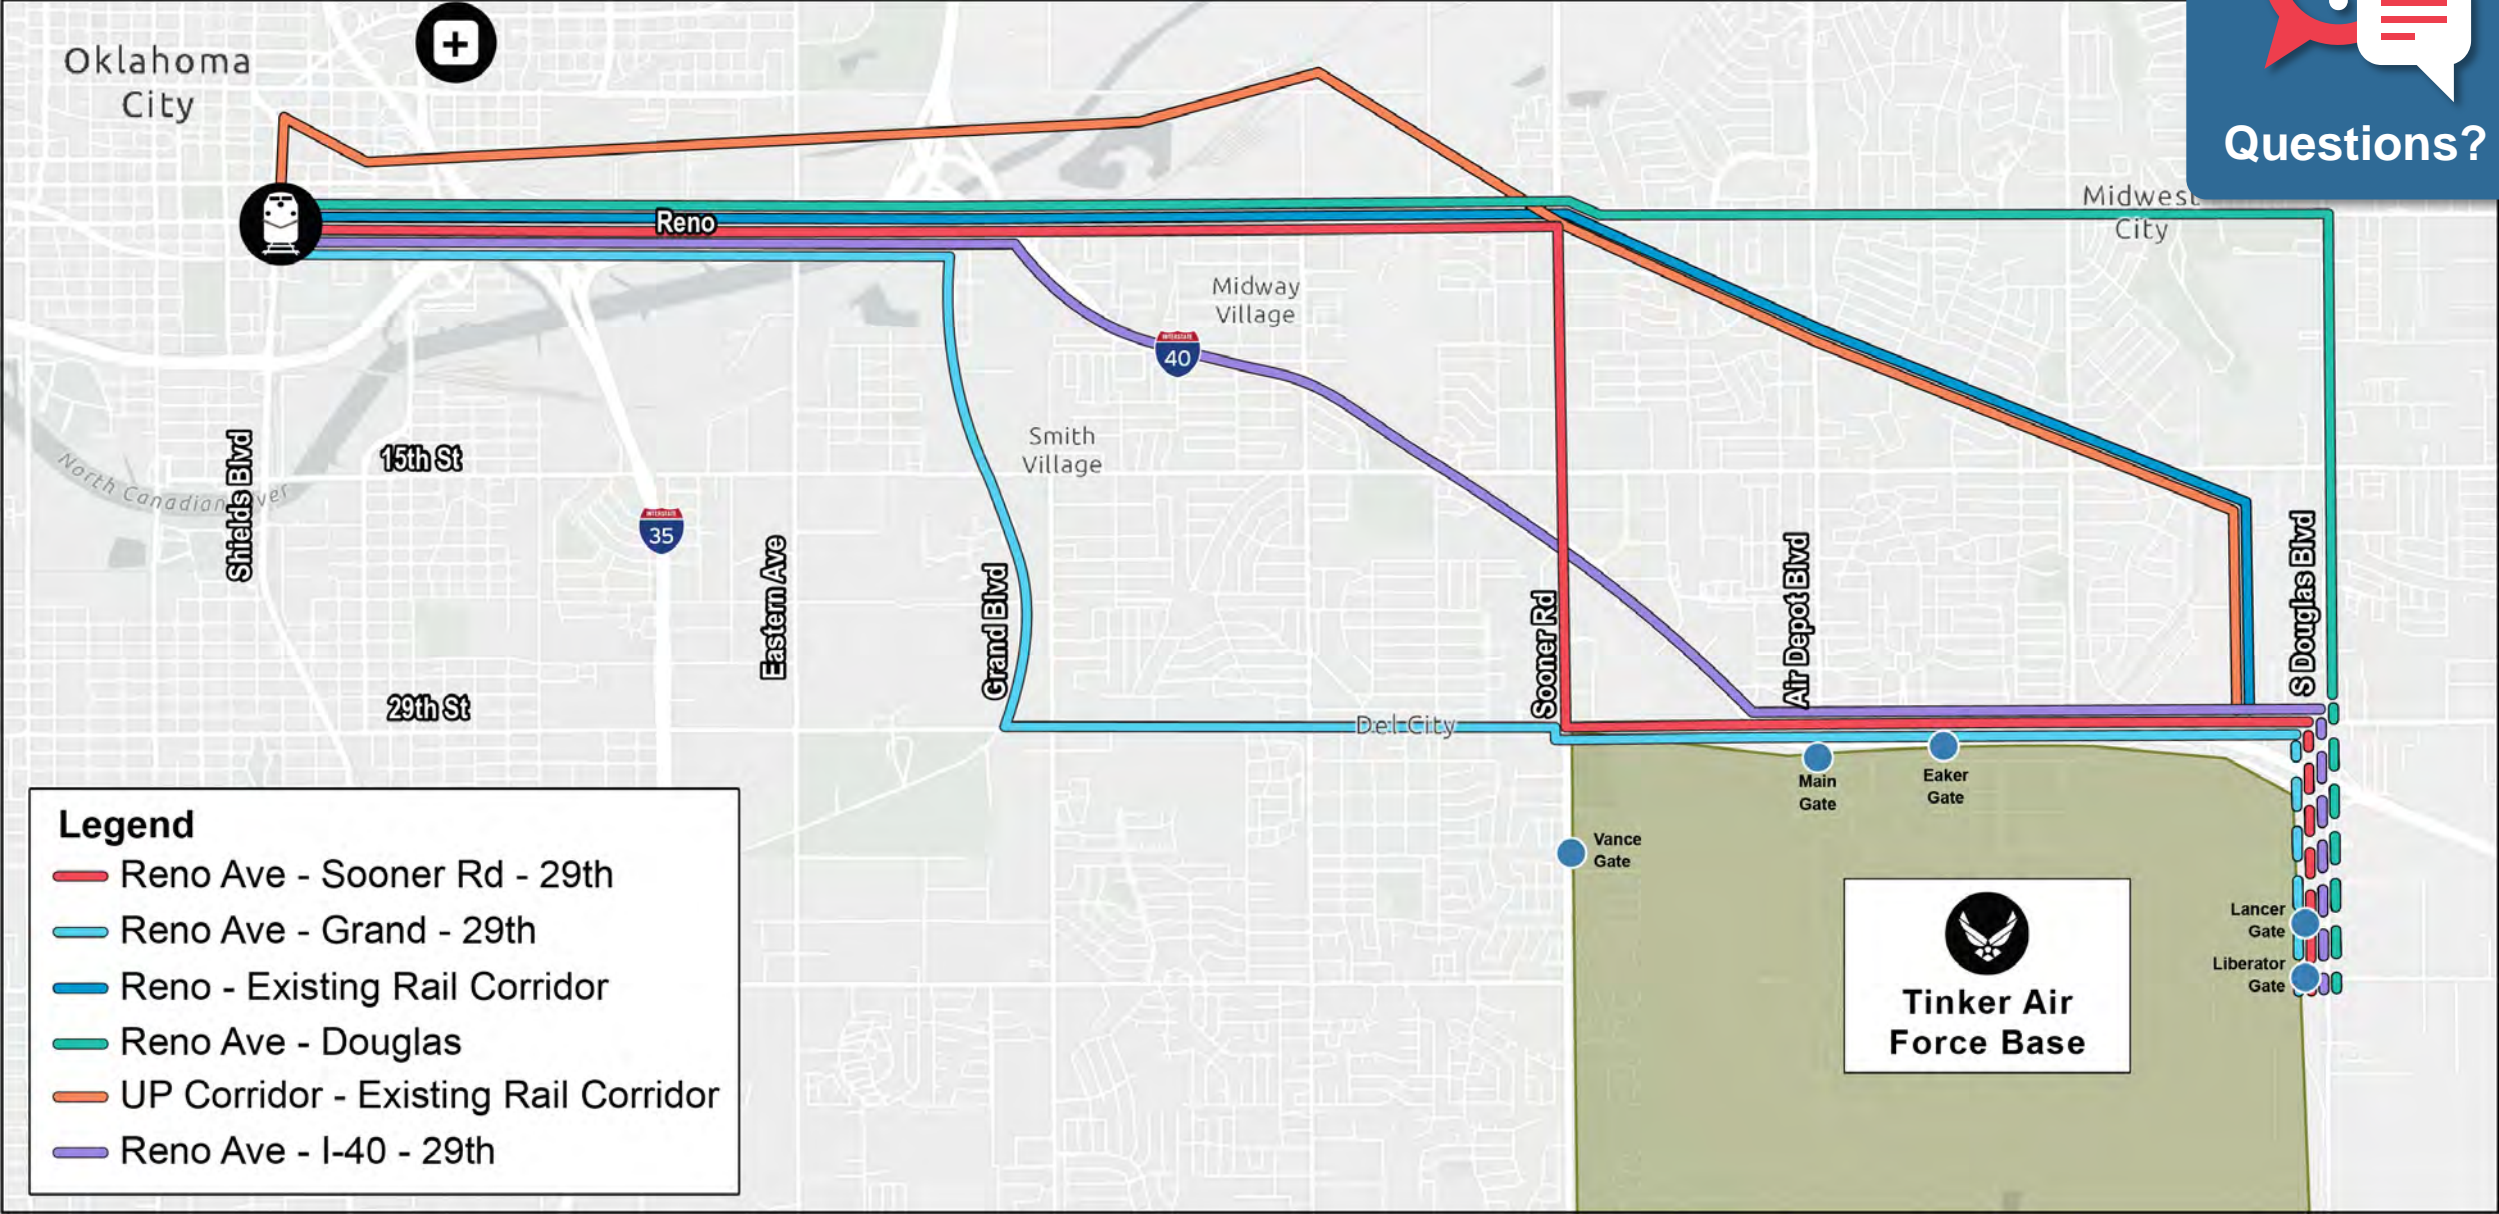 Oklahoma
City
Questions?
Midwest
City
Reno
Midway
Village
INTERSTATE
40
Smith
Village
15th St
North Canadian River
Shields Blvd
INTERSTATE
35
Eastern Ave
Grand Blvd
Sooner Rd
Air Depot Blvd
S Douglas Blvd
29th St
Del City
Main
Gate
Eaker
Gate
Vance
Gate
Lancer
Gate
Liberator
Gate
Tinker Air
Force Base
Legend
Reno Ave - Sooner Rd - 29th
Reno Ave - Grand - 29th
Reno - Existing Rail Corridor
Reno Ave - Douglas
UP Corridor - Existing Rail Corridor
Reno Ave - I-40 - 29th